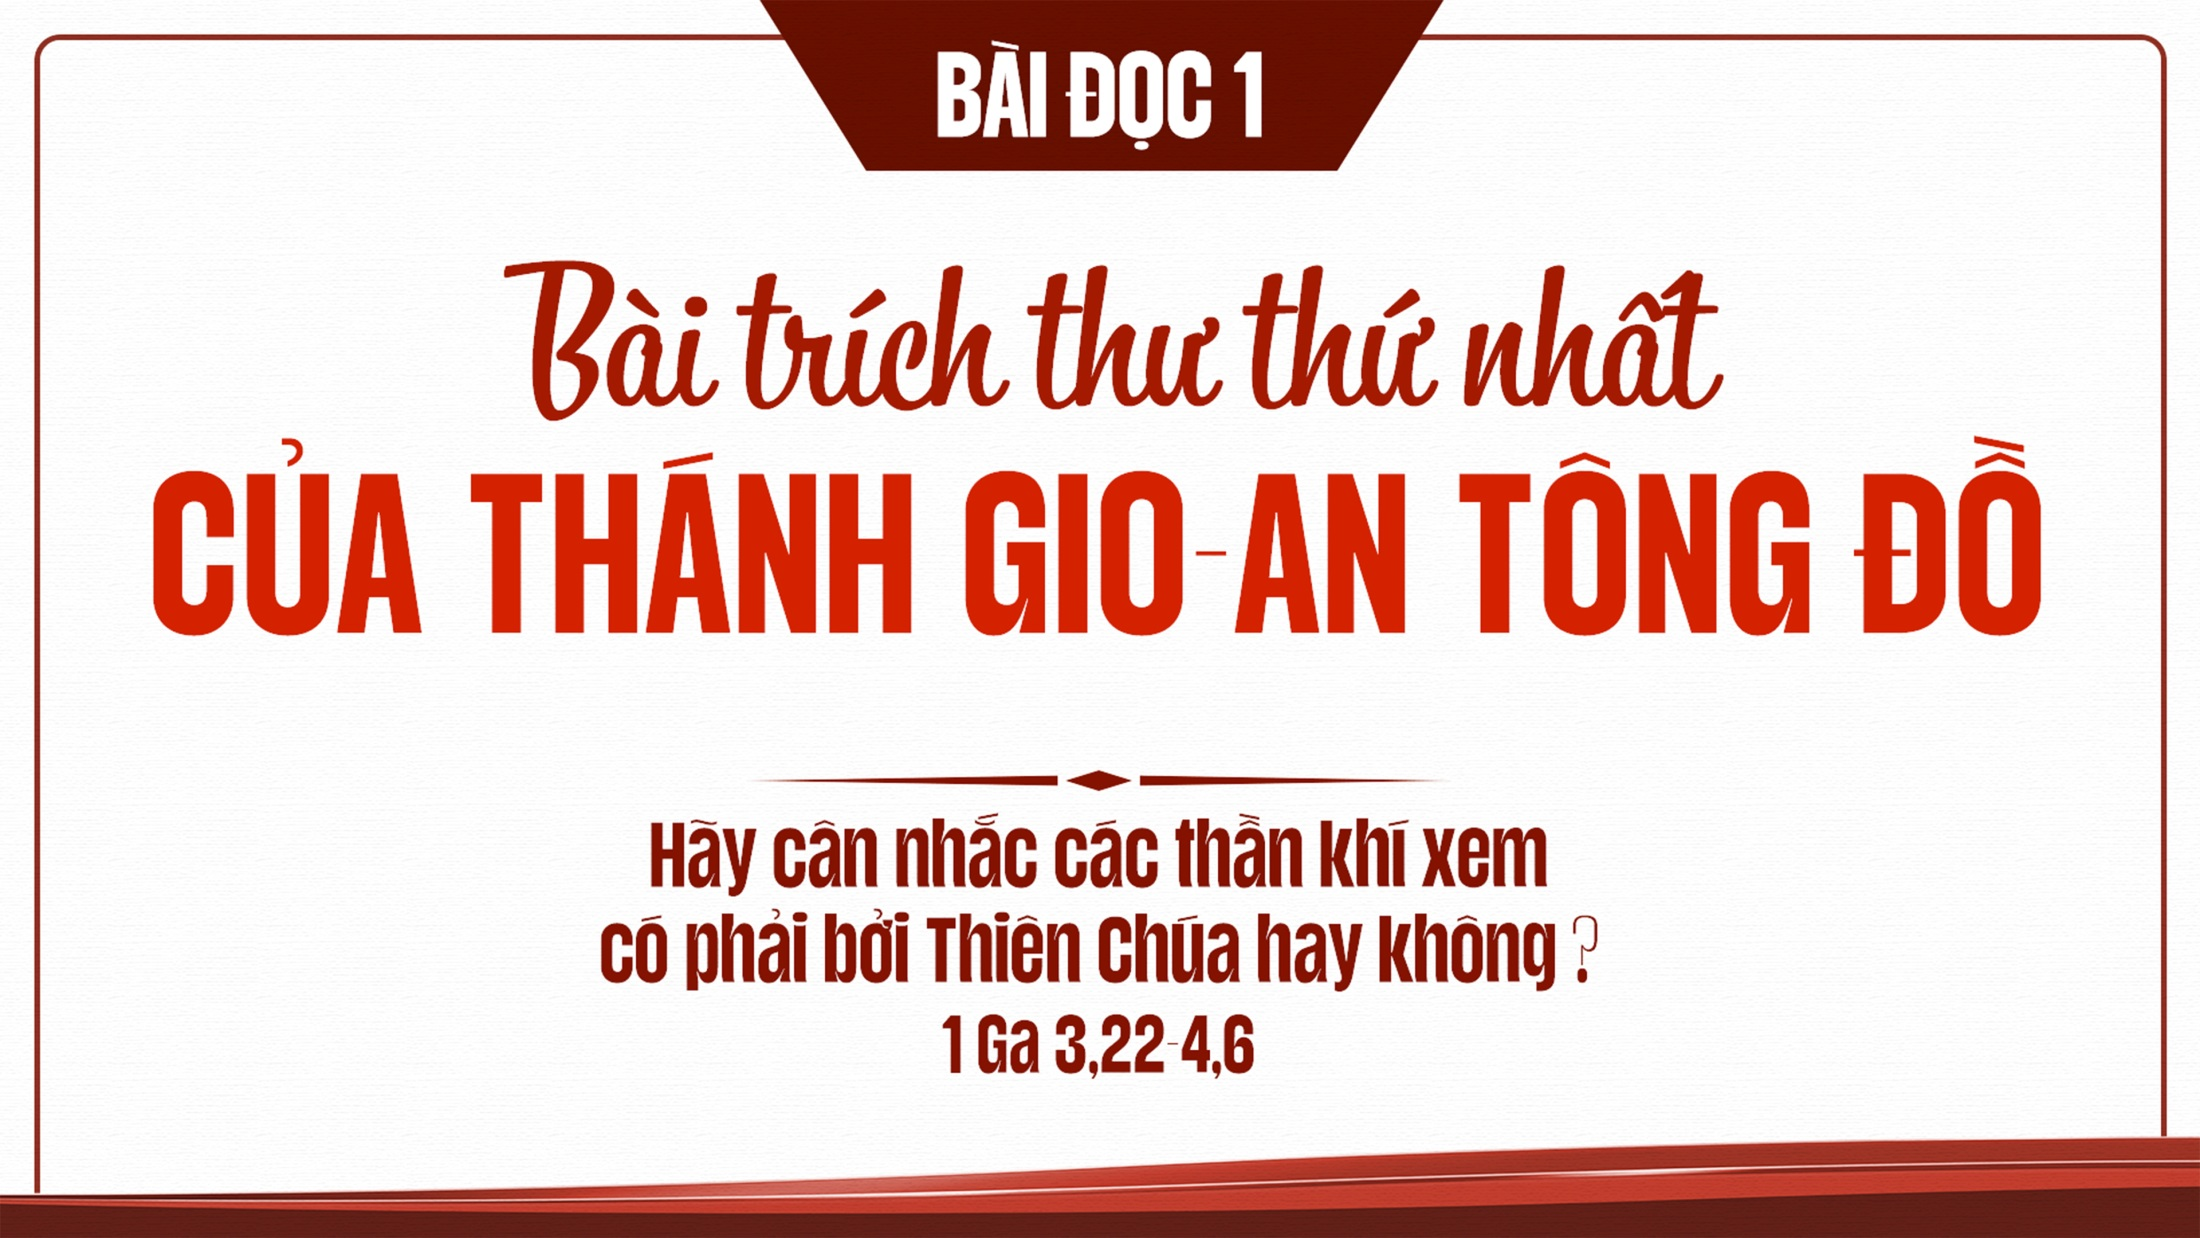 BÀI ĐỌC 1
Bài trích thư thứ nhất
CỦA THÁNH GIO-AN TÔNG ĐỒ
Hãy cân nhắc các thần khí xem
có phải bởi Thiên Chúa hay không ?
1 Ga 3,22-4,6